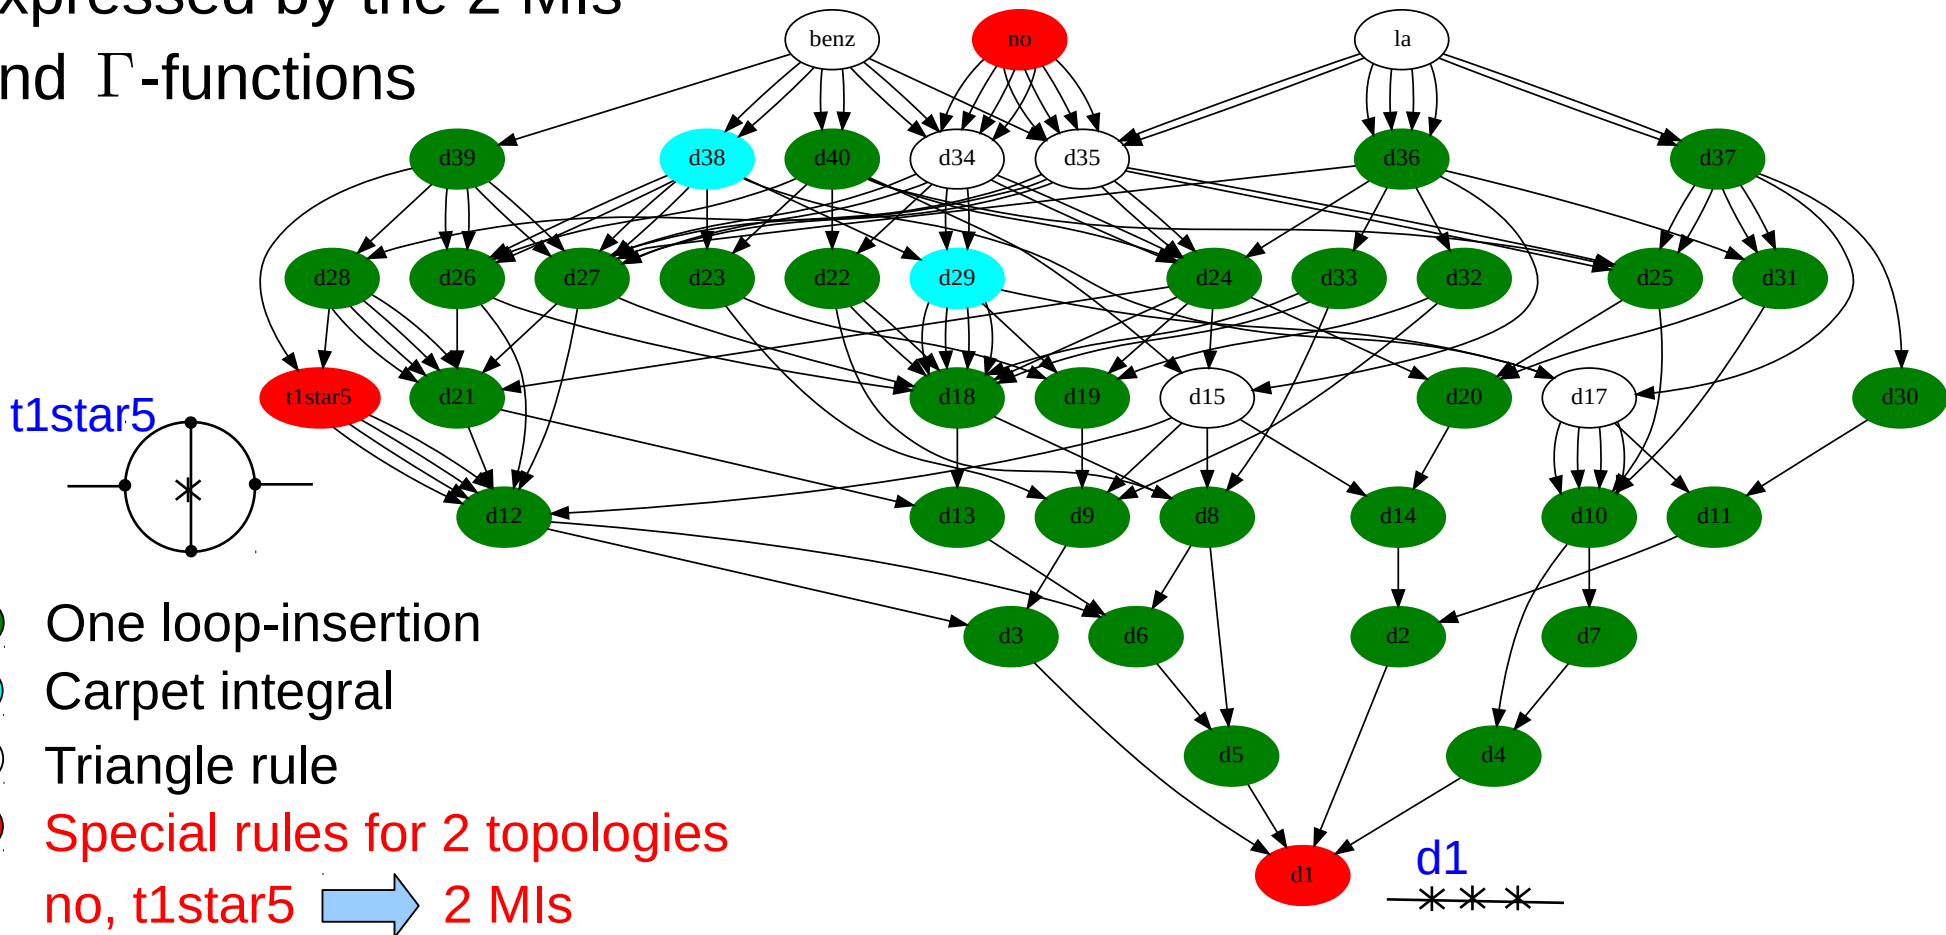 xpressed by the 2 MIs
nd Γ-functions
benz no la
d39 d38 d40 d34 d35 d36 d37
d28 d26 d27 d23 d22 d29 d24 d33 d32 d25 d31
t1star5 d21 d18 d19 d15 d20 d17 d30
t1star5
d12 d13 d9 d8 d14 d10 d11
d3 d6 d2 d7
One loop-insertion
Carpet integral
d5 d4
Triangle rule
Special rules for 2 topologies
d1
d1
no, t1star5 2 MIs